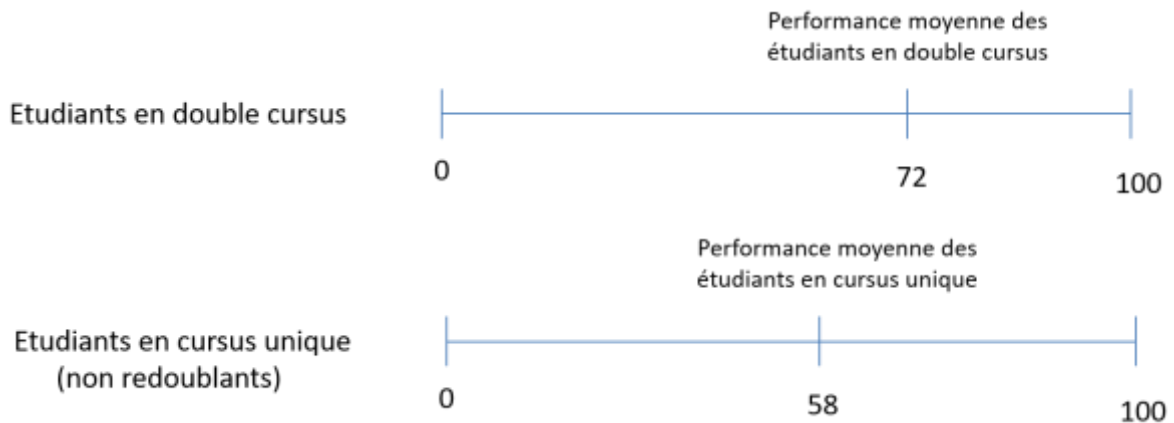 Performance moyenne des
étudiants en double cursus
Etudiants en double cursus
0
72
100
Performance moyenne des
étudiants en cursus unique
Etudiants en cursus unique
(non redoublants)
0
58
100